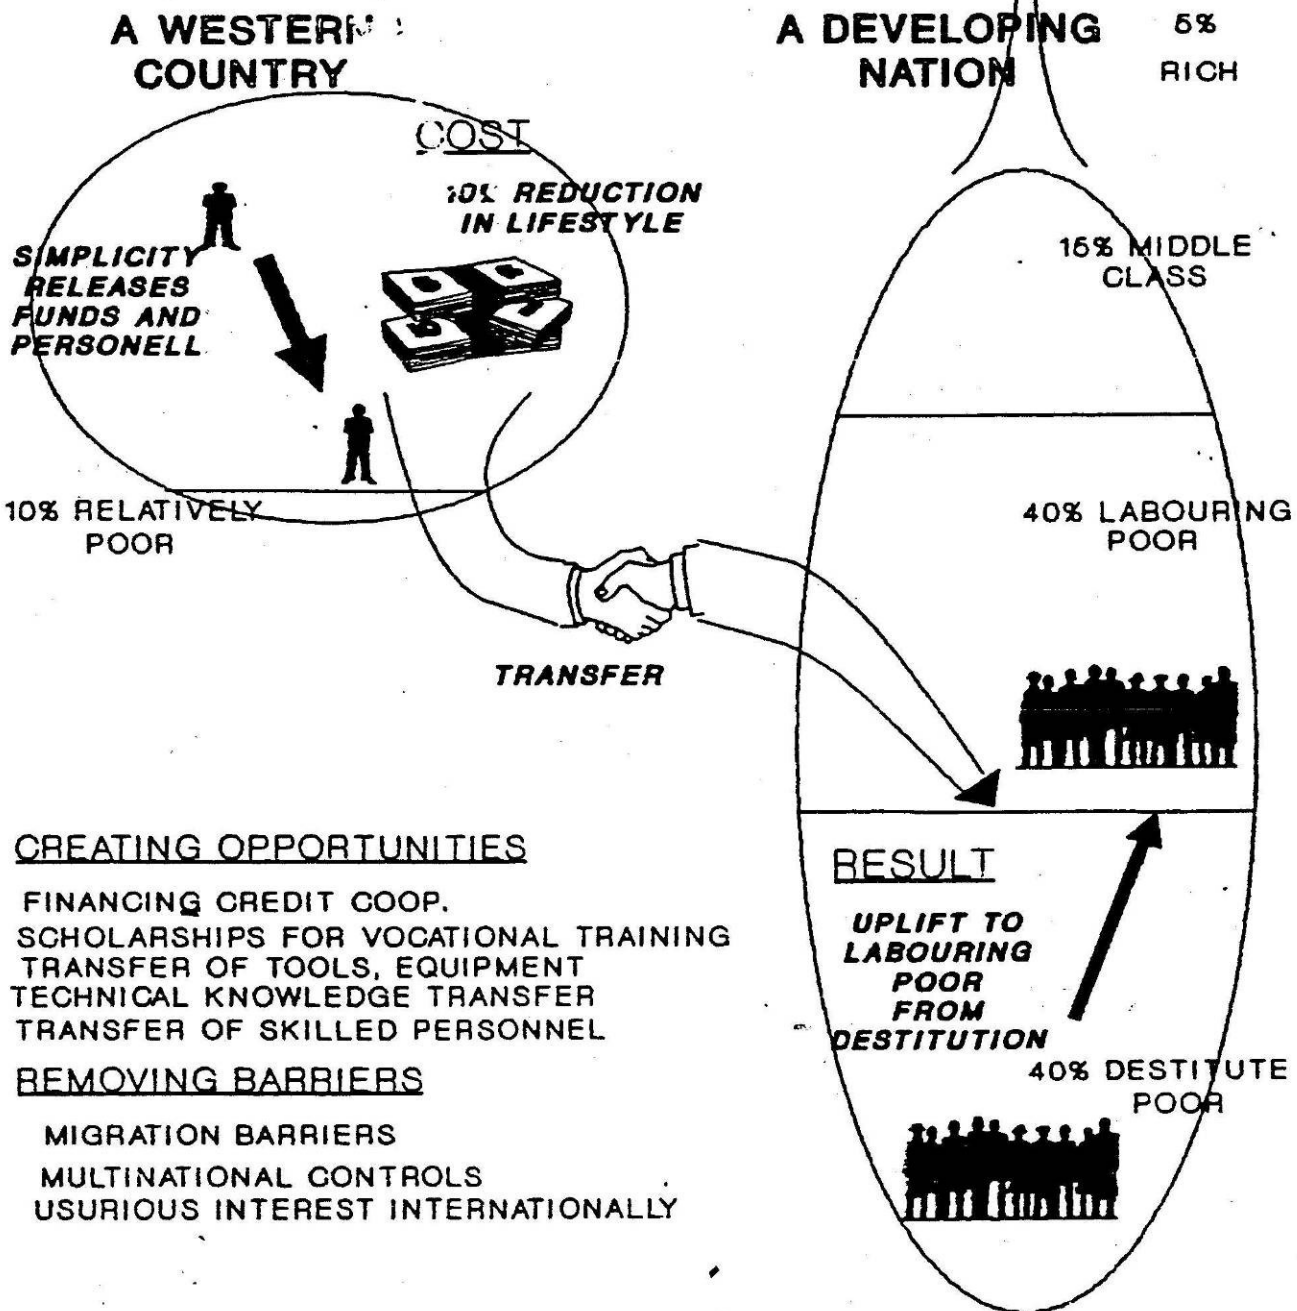 A WESTERN
COUNTRY
COST
10% REDUCTION
IN LIFESTYLE
SIMPLICITY
RELEASES
FUNDS AND
PERSONELL
10% RELATIVELY
POOR
TRANSFER
A DEVELOPING
NATION
5%
RICH
15% MIDDLE
CLASS
40% LABOURING
POOR
RESULT
UPLIFT TO
LABOURING
POOR
FROM
DESTITUTION
40% DESTITUTE
POOR
CREATING OPPORTUNITIES
FINANCING CREDIT COOP.
SCHOLARSHIPS FOR VOCATIONAL TRAINING
TRANSFER OF TOOLS, EQUIPMENT
TECHNICAL KNOWLEDGE TRANSFER
TRANSFER OF SKILLED PERSONNEL
REMOVING BARRIERS
MIGRATION BARRIERS
MULTINATIONAL CONTROLS
USURIOUS INTEREST INTERNATIONALLY